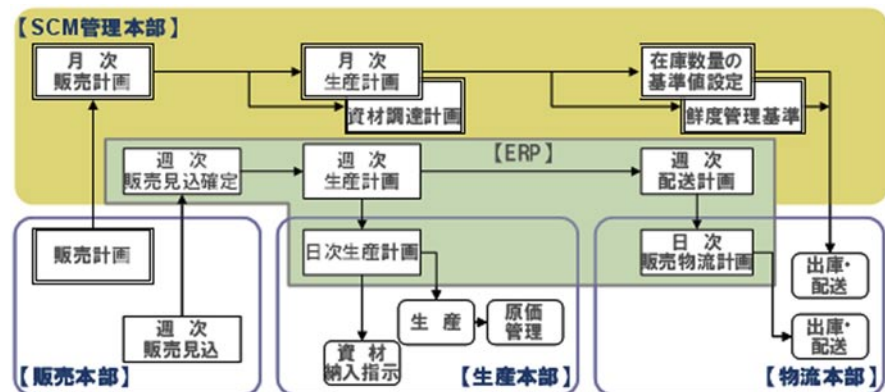 【SCM管理本部】
月 次
販売計画
月 次
生産計画
資材調達計画
在庫数量の
基準値設定
鮮度管理基準
【ERP】
週 次
販売見込確定
週 次
生産計画
週 次
配送計画
販売計画
日次生産計画
日 次
販売物流計画
出庫・
配送
生 産
原価
管理
週 次
販売見込
出庫・
配送
資 材
納入指示
【販売本部】
【生産本部】
【物流本部】